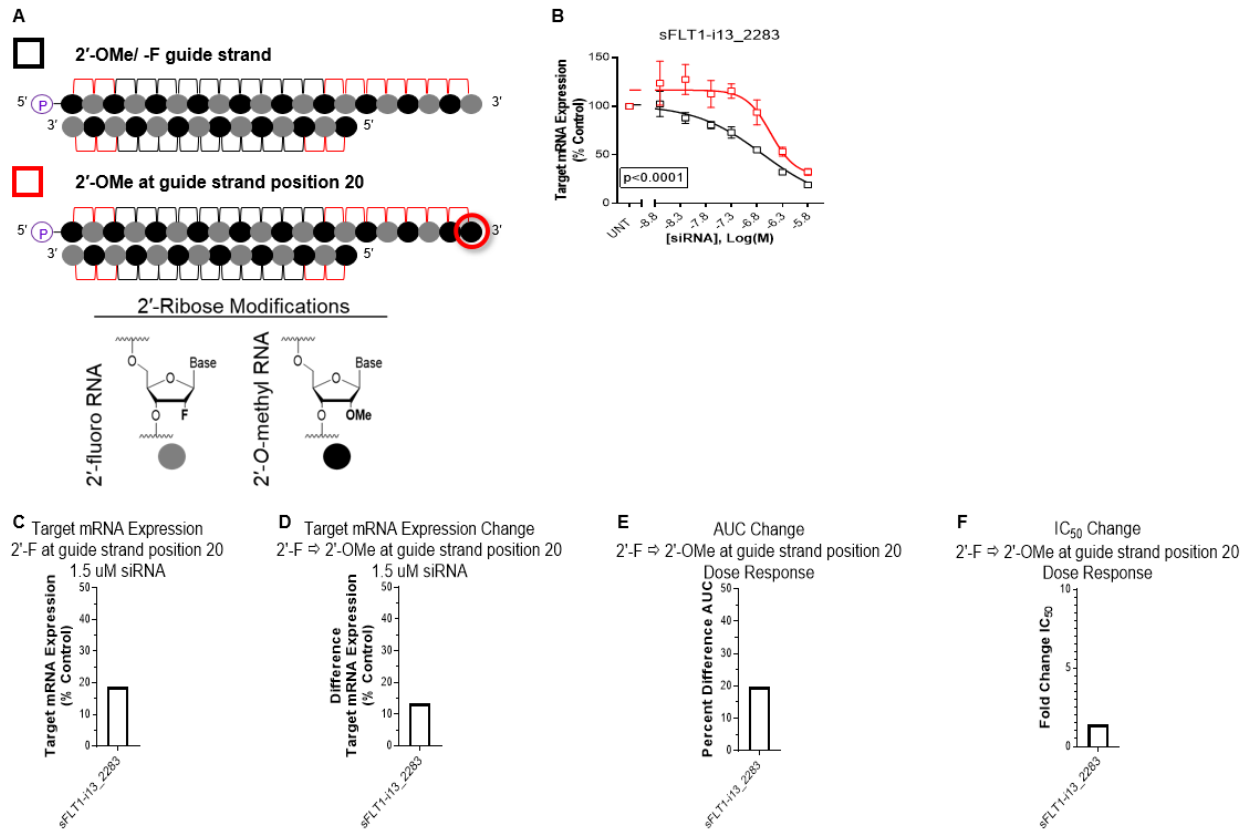 A
2′-OMe/ -F guide strand
5′ P 3′
3′ 5′
2′-OMe at guide strand position 20
5′ P 3′
3′ 5′
2′-Ribose Modifications
2′-fluoro RNA
O
Base
O
O
F
2′-O-methyl RNA
O
Base
O
O
OMe
B
sFLT1-i13_2283
Target mRNA Expression
(% Control)
150
100
50
0
p<0.0001
UNT -8.8 -8.3 -7.8 -7.3 -6.8 -6.3 -5.8
[siRNA], Log(M)
C
Target mRNA Expression
2'-F at guide strand position 20
1.5 uM siRNA
Target mRNA Expression
(% Control)
50
40
30
20
10
0
sFLT1-i13_2283
D
Target mRNA Expression Change
2'-F ⇨ 2'-OMe at guide strand position 20
1.5 uM siRNA
Difference
Target mRNA Expression
(% Control)
50
40
30
20
10
0
sFLT1-i13_2283
E
AUC Change
2'-F ⇨ 2'-OMe at guide strand position 20
Dose Response
Percent Difference AUC
50
40
30
20
10
0
sFLT1-i13_2283
F
IC50 Change
2'-F ⇨ 2'-OMe at guide strand position 20
Dose Response
Fold Change IC50
10
5
0
sFLT1-i13_2283